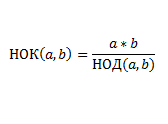 НОК(a, b) = a * b / НОД(a, b)